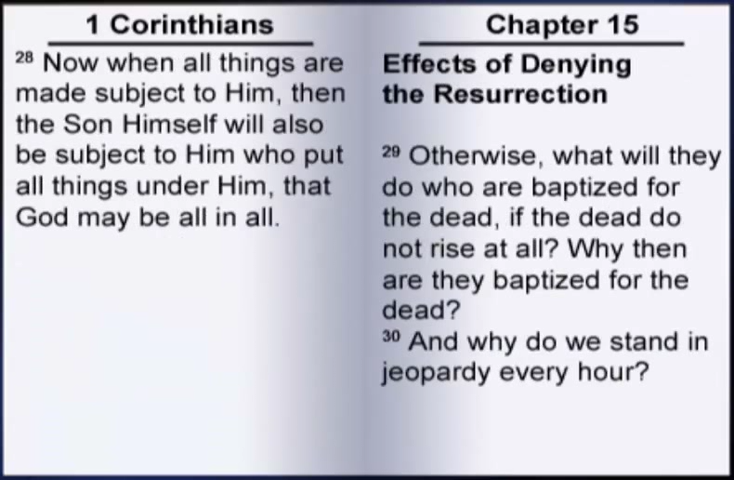 1 Corinthians
28 Now when all things are
made subject to Him, then
the Son Himself will also
be subject to Him who put
all things under Him, that
God may be all in all.
Chapter 15
Effects of Denying
the Resurrection
29 Otherwise, what will they
do who are baptized for
the dead, if the dead do
not rise at all? Why then
are they baptized for the
dead?
30 And why do we stand in
jeopardy every hour?